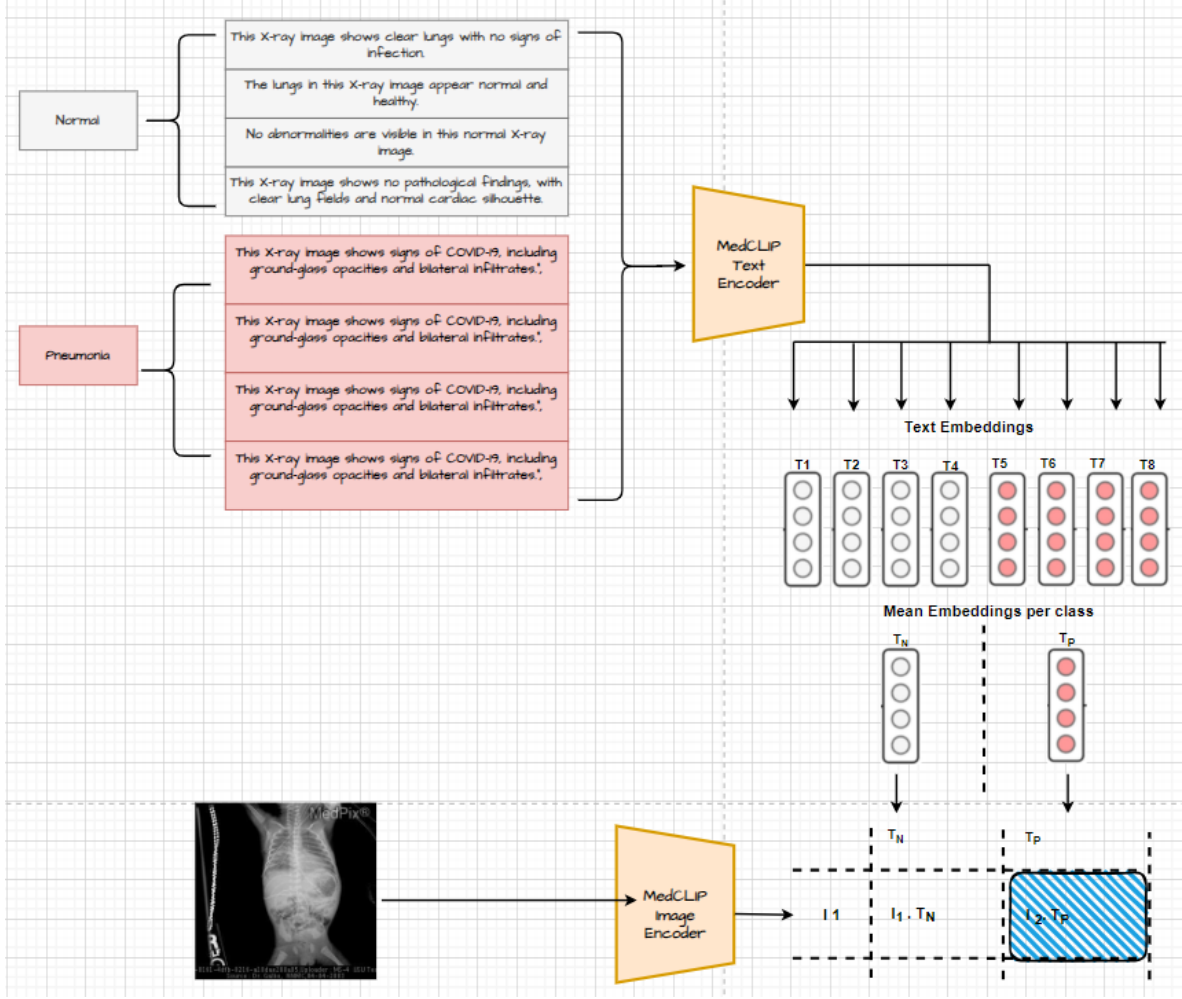 This X-ray image shows clear lungs with no signs of
infection.
The lungs in this X-ray image appear normal and
healthy.
Normal
No abnormalities are visible in this normal X-ray
image.
This X-ray image shows no pathological findings, with
clear lung fields and normal cardiac silhouette.
This X-ray image shows signs of COVID-19, including
ground-glass opacities and bilateral infiltrates.",
This X-ray image shows signs of COVID-19, including
ground-glass opacities and bilateral infiltrates.",
Pneumonia
This X-ray image shows signs of COVID-19, including
ground-glass opacities and bilateral infiltrates.",
This X-ray image shows signs of COVID-19, including
ground-glass opacities and bilateral infiltrates.",
MedCLIP
Text
Encoder
Text Embeddings
T1 T2 T3 T4 T5 T6 T7 T8
Mean Embeddings per class
TN TP
MedPix®
MedCLIP
Image
Encoder
TN TP
I 1 I1 . TN I2. TP